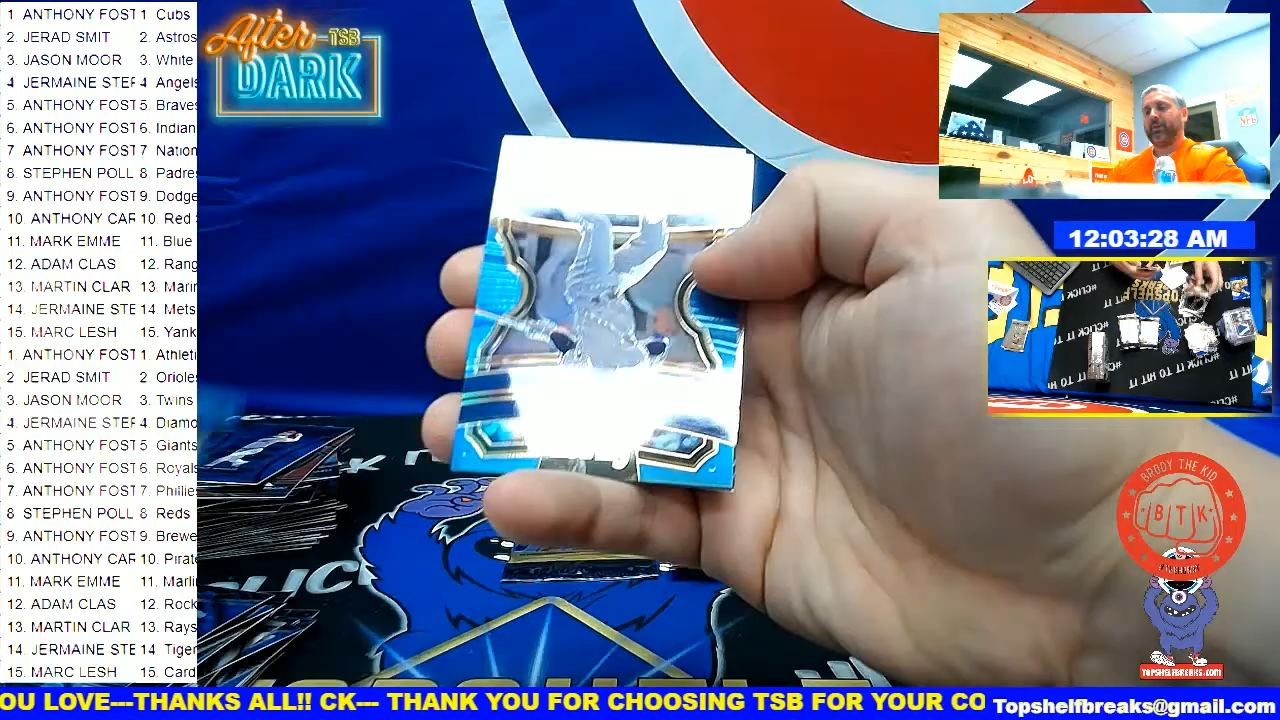 1 ANTHONY FOST 1 Cubs
2. JERAD SMIT 2. Astros
3. JASON MOOR 3. White
4 JERMAINE STEF 4. Angels
5. ANTHONY FOST 5. Braves
6. ANTHONY FOST 6. Indian
7 ANTHONY FOST 7. Nation
8. STEPHEN POLL 8. Padres
9. ANTHONY FOST 9. Dodge
10. ANTHONY CAR 10. Red
11. MARK EMME 11. Blue
12. ADAM CLAS 12. Rang
13. MARTIN CLAR 13. Marin
14. JERMAINE STE 14. Mets
15. MARC LESH 15. Yank
1. ANTHONY FOST 1. Athleti
2 JERAD SMIT 2. Oriole
3. JASON MOOR 3. Twins
4. JERMAINE STEF 4. Diamo
5 ANTHONY FOST 5. Giants
6. ANTHONY FOST 6. Royals
7. ANTHONY FOST 7. Phillie
8 STEPHEN POLL 8 Reds
9. ANTHONY FOST 9. Brewe
10 ANTHONY CAR 10. Pirat
11. MARK EMME 11. Marli
12. ADAM CLAS 12. Rock
13. MARTIN CLAR 13. Rays
14 JERMAINE STE 14 Tiger
15. MARC LESH 15. Card
After TSB
DARK
12:03:28 AM
BRODY THE KID
BTK
TOPSHELFBREAKS.COM
OU LOVE---THANKS ALL!! CK--- THANK YOU FOR CHOOSING TSB FOR YOUR CO
Topshelfbreaks@gmail.com